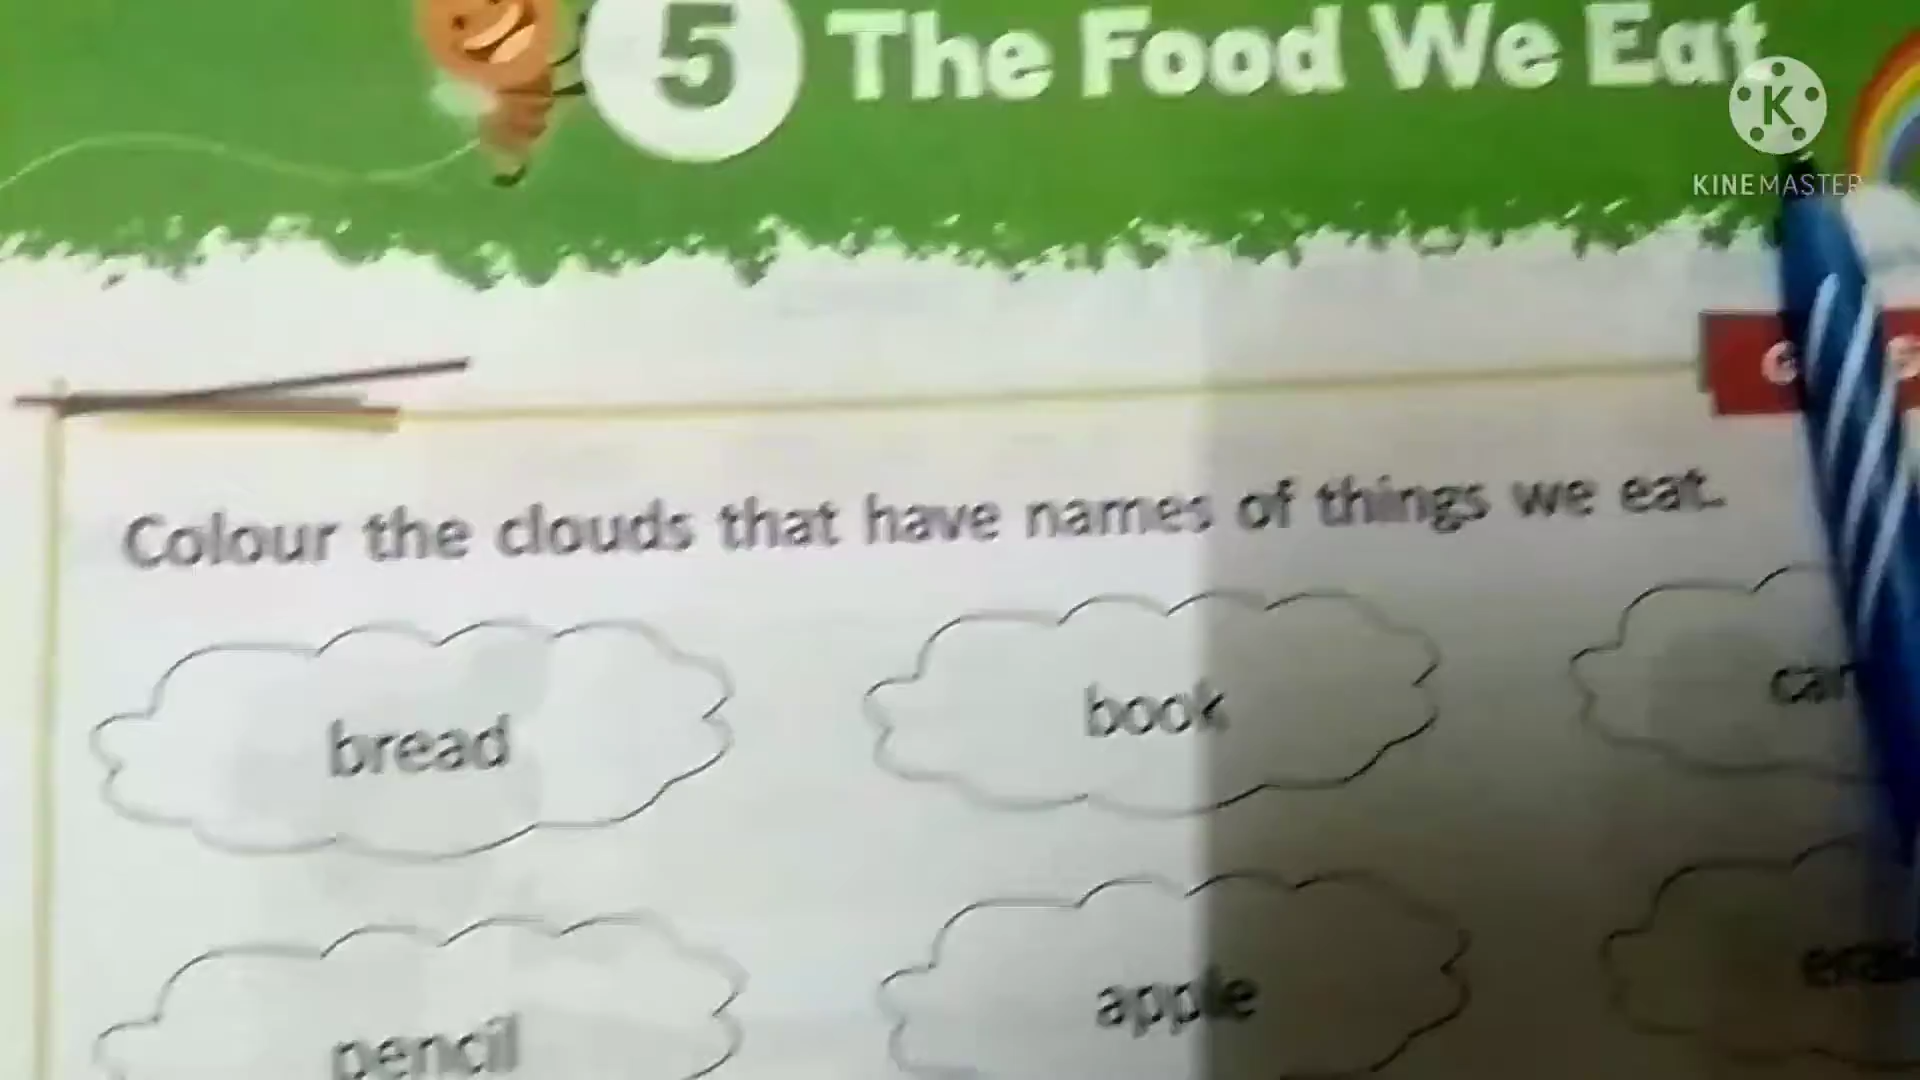 5 The Food We Eat
K
KINEMASTER
Colour the clouds that have names of things we eat.
bread
book
pencil
apple